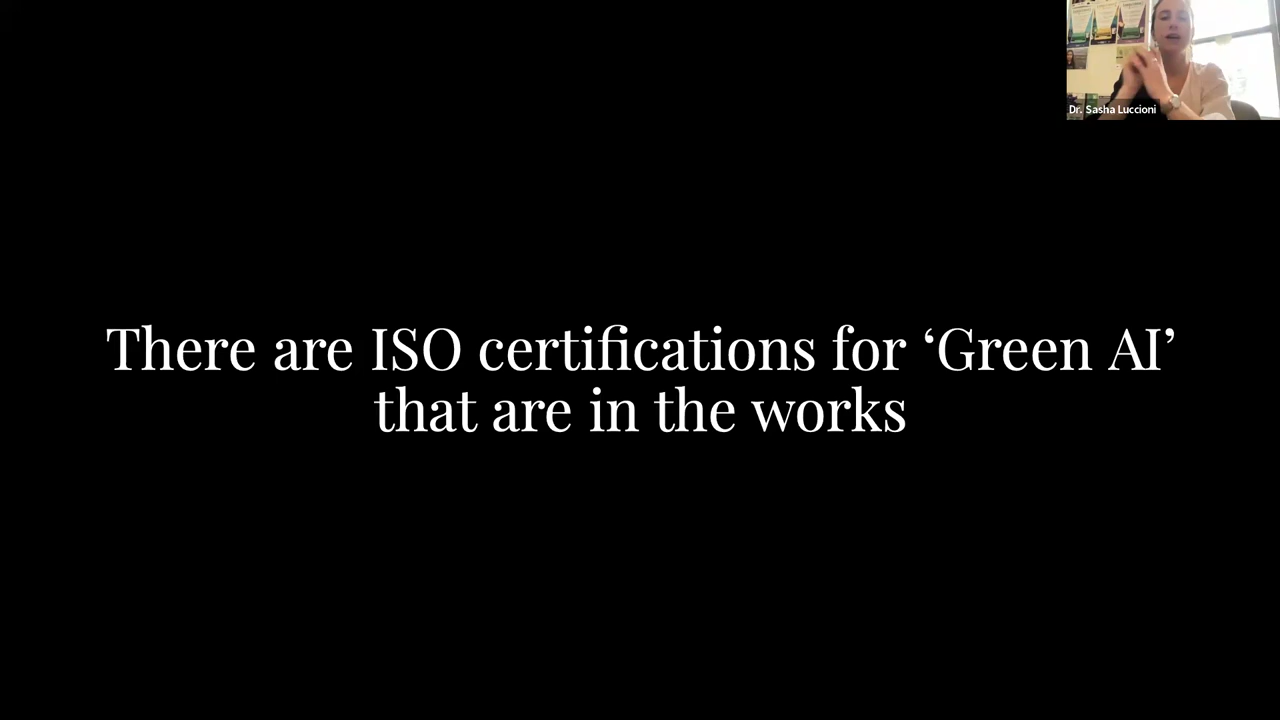 Dr. Sasha Luccioni
There are ISO certifications for ‘Green AI’
that are in the works